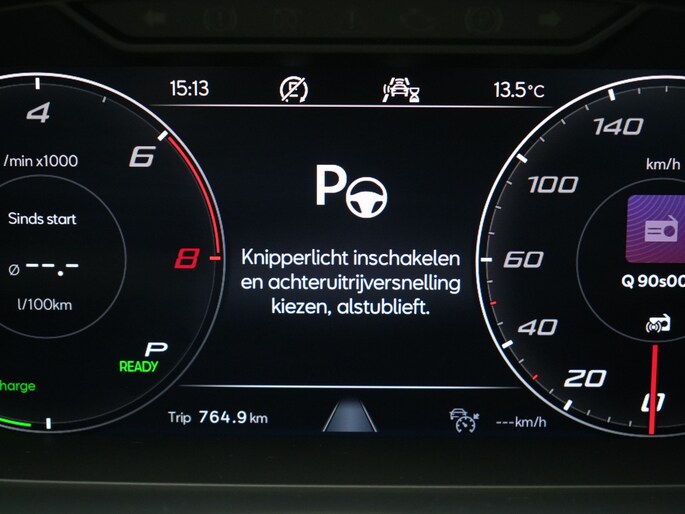 15:13
13.5°C
4
6
8
/min x1000
Sinds start
Ø --.-
l/100km
P
READY
harge
P
Knipperlicht inschakelen
en achteruitrijversnelling
kiezen, alstublieft.
Trip 764.9 km
---km/h
140
100
60
40
20
0
km/h
Q 90s00